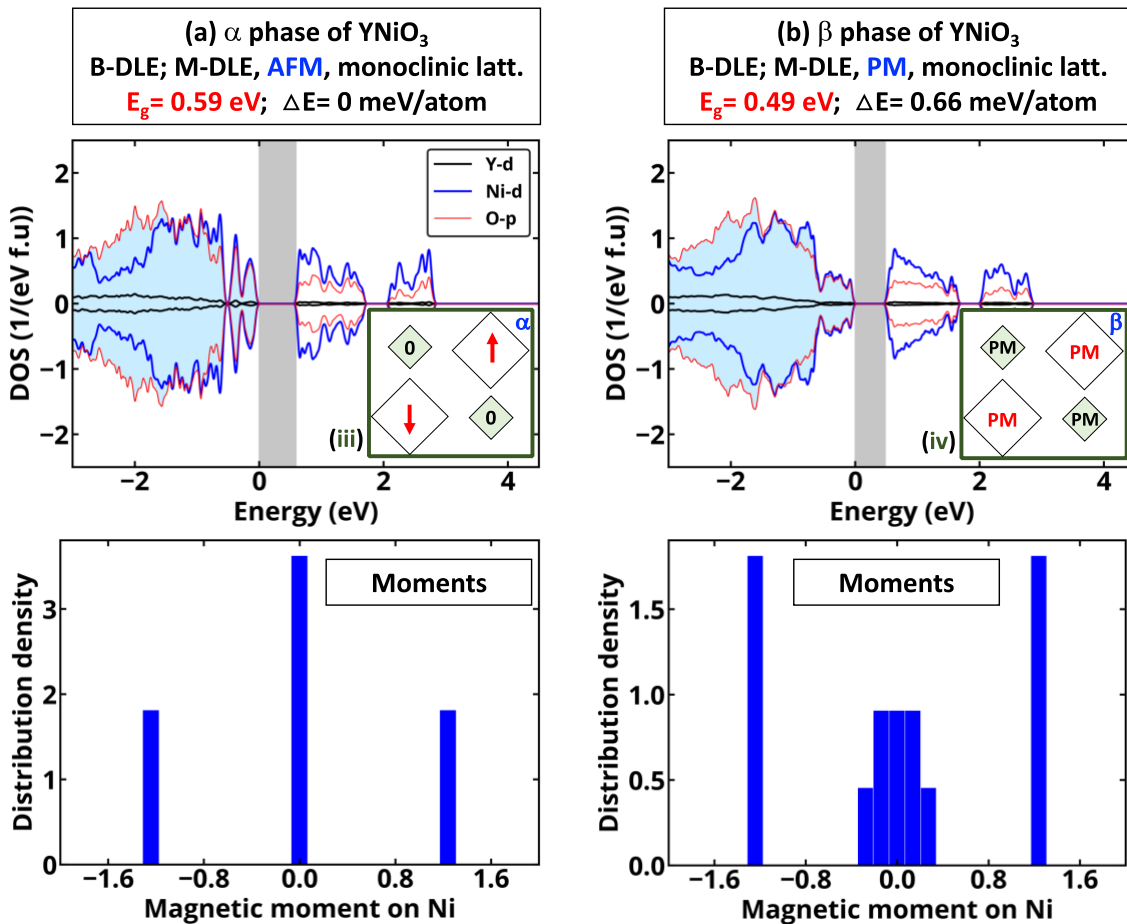 (a) α phase of YNiO₃
B-DLE; M-DLE, AFM, monoclinic latt.
E_g= 0.59 eV; △E= 0 meV/atom
DOS (1/(eV f.u))
2
1
0
−1
−2
Y-d
Ni-d
O-p
α
0
0
(iii)
−2
0
2
4
Energy (eV)
Distribution density
3
2
1
0
Moments
−1.6
−0.8
0.0
0.8
1.6
Magnetic moment on Ni
(b) β phase of YNiO₃
B-DLE; M-DLE, PM, monoclinic latt.
E_g= 0.49 eV; △E= 0.66 meV/atom
DOS (1/(eV f.u))
2
1
0
−1
−2
β
PM
PM
PM
PM
(iv)
−2
0
2
4
Energy (eV)
Distribution density
1.5
1.0
0.5
0.0
Moments
−1.6
−0.8
0.0
0.8
1.6
Magnetic moment on Ni